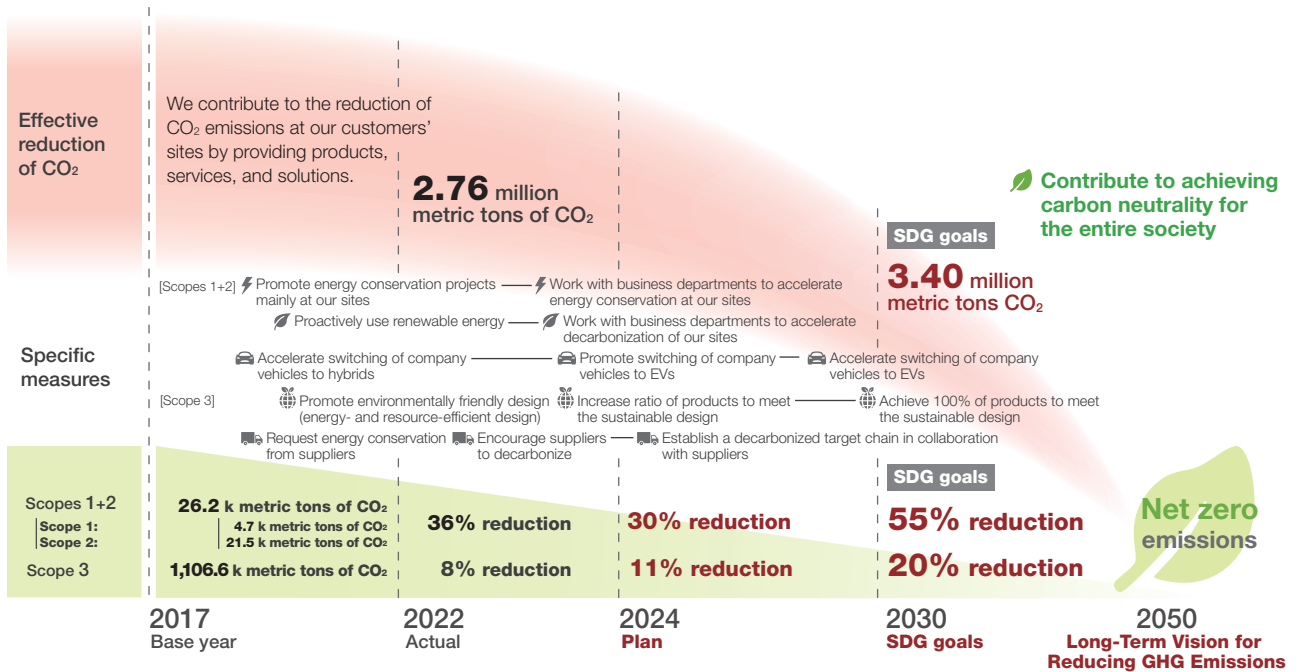 Effective
reduction
of CO₂
We contribute to the reduction of
CO₂ emissions at our customers’
sites by providing products,
services, and solutions.
2.76 million
metric tons of CO₂
Contribute to achieving
carbon neutrality for
the entire society
SDG goals
3.40 million
metric tons CO₂
Specific
measures
[Scopes 1+2]
Promote energy conservation projects
mainly at our sites
Work with business departments to accelerate
energy conservation at our sites
Proactively use renewable energy
Work with business departments to accelerate
decarbonization of our sites
Accelerate switching of company
vehicles to hybrids
Promote switching of company
vehicles to EVs
Accelerate switching of company
vehicles to EVs
[Scope 3]
Promote environmentally friendly design
(energy- and resource-efficient design)
Increase ratio of products to meet
the sustainable design
Achieve 100% of products to meet
the sustainable design
Request energy conservation
from suppliers
Encourage suppliers
to decarbonize
Establish a decarbonized target chain in collaboration
with suppliers
Scopes 1+2
Scope 1:
Scope 2:
26.2 k metric tons of CO₂
4.7 k metric tons of CO₂
21.5 k metric tons of CO₂
36% reduction
30% reduction
SDG goals
55% reduction
Scope 3
1,106.6 k metric tons of CO₂
8% reduction
11% reduction
20% reduction
Net zero
emissions
2017
Base year
2022
Actual
2024
Plan
2030
SDG goals
2050
Long-Term Vision for
Reducing GHG Emissions